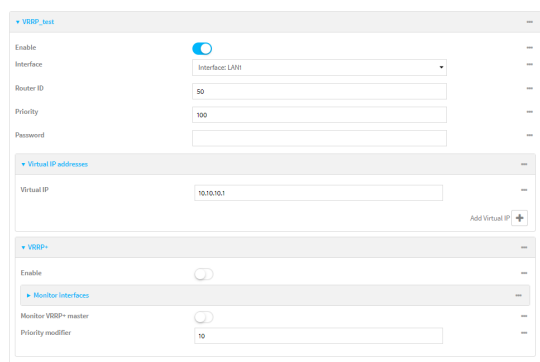 VRRP_test
Enable
Interface Interface: LAN1
Router ID 50
Priority 100
Password
Virtual IP addresses
Virtual IP 10.10.10.1
Add Virtual IP
VRRP+
Enable
Monitor interfaces
Monitor VRRP+ master
Priority modifier 10